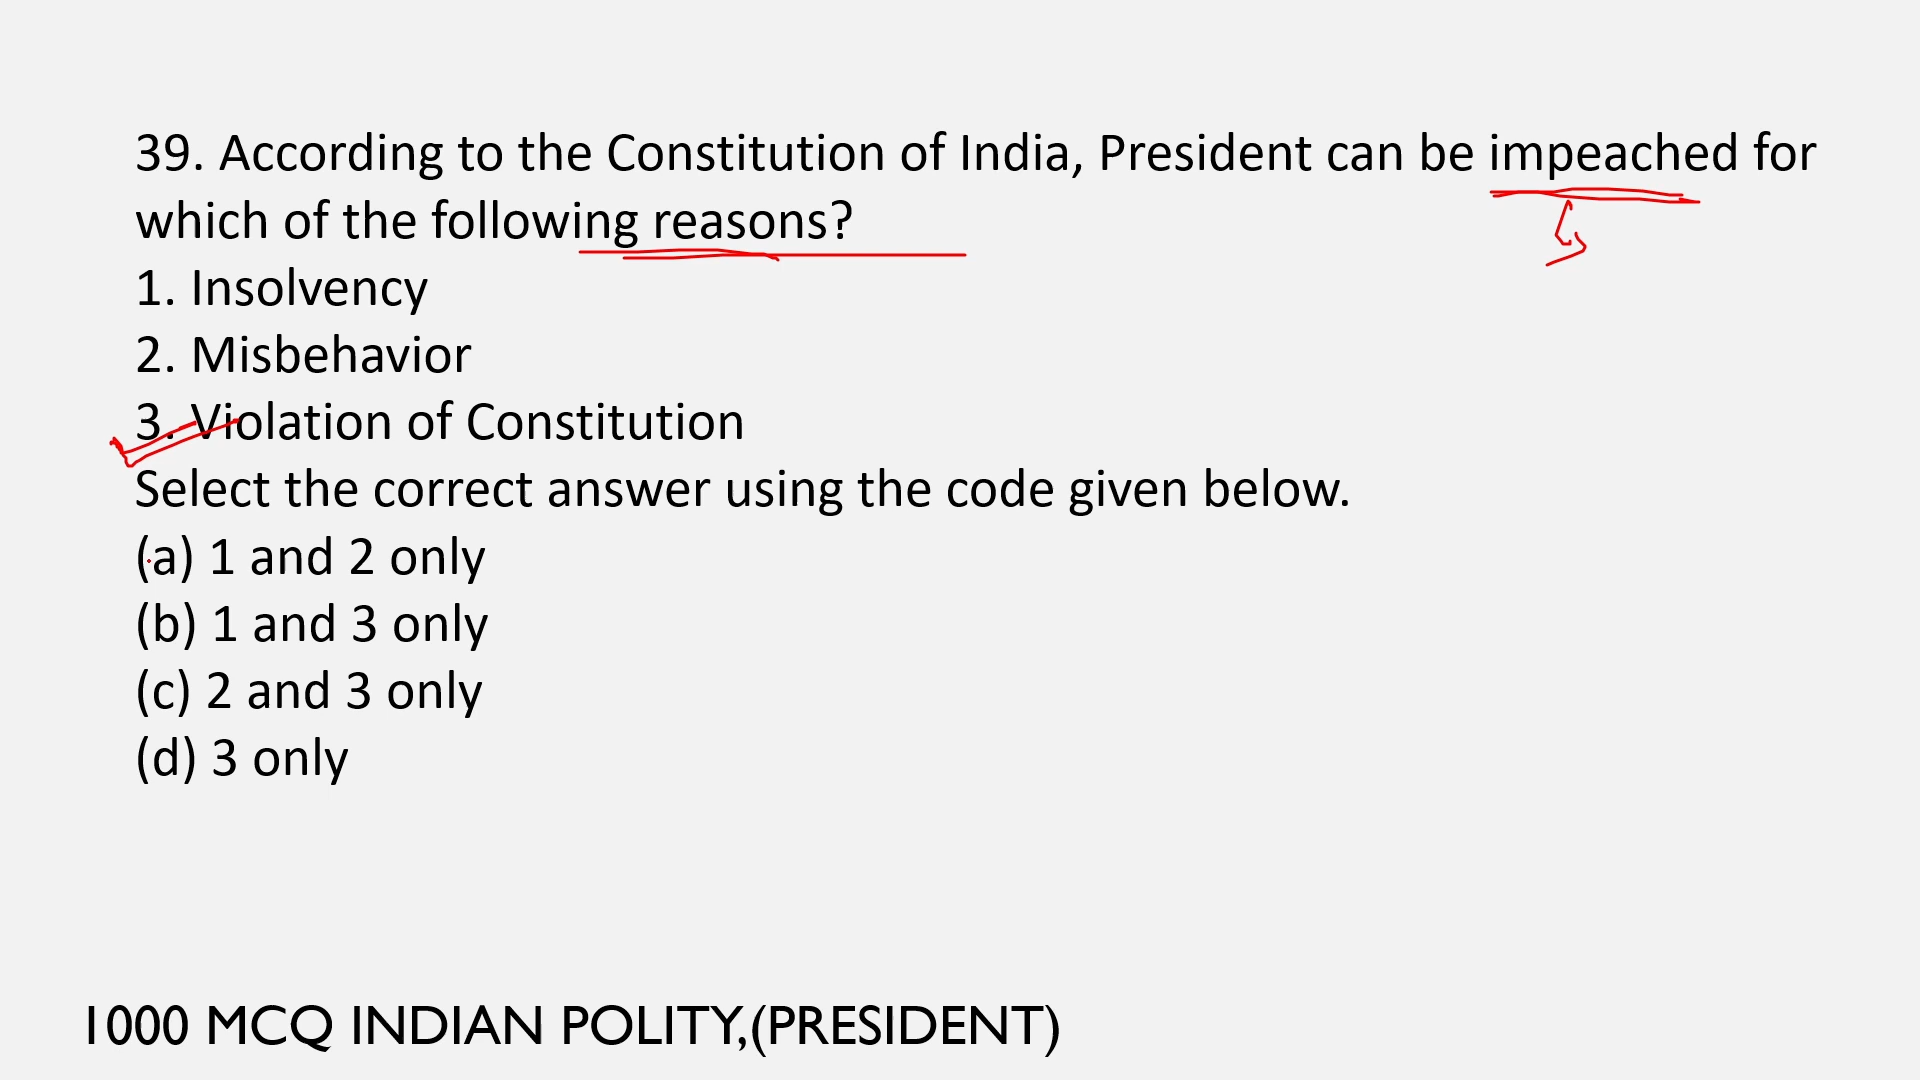 39. According to the Constitution of India, President can be impeached for
which of the following reasons?
1. Insolvency
2. Misbehavior
3. Violation of Constitution
Select the correct answer using the code given below.
(a) 1 and 2 only
(b) 1 and 3 only
(c) 2 and 3 only
(d) 3 only
1000 MCQ INDIAN POLITY,(PRESIDENT)